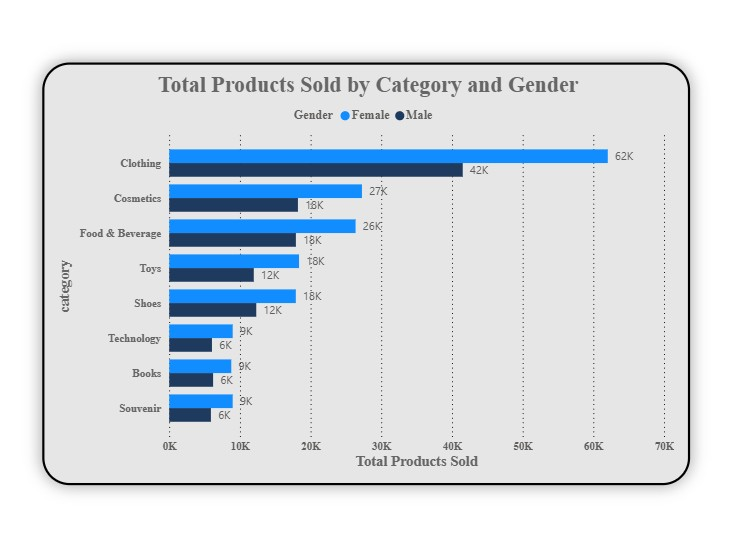 Total Products Sold by Category and Gender
Gender Female Male
Clothing 62K
42K
Cosmetics 27K
18K
Food & Beverage 26K
18K
Toys 18K
12K
Shoes 18K
12K
Technology 9K
6K
Books 9K
6K
Souvenir 9K
6K
category
0K 10K 20K 30K 40K 50K 60K 70K
Total Products Sold